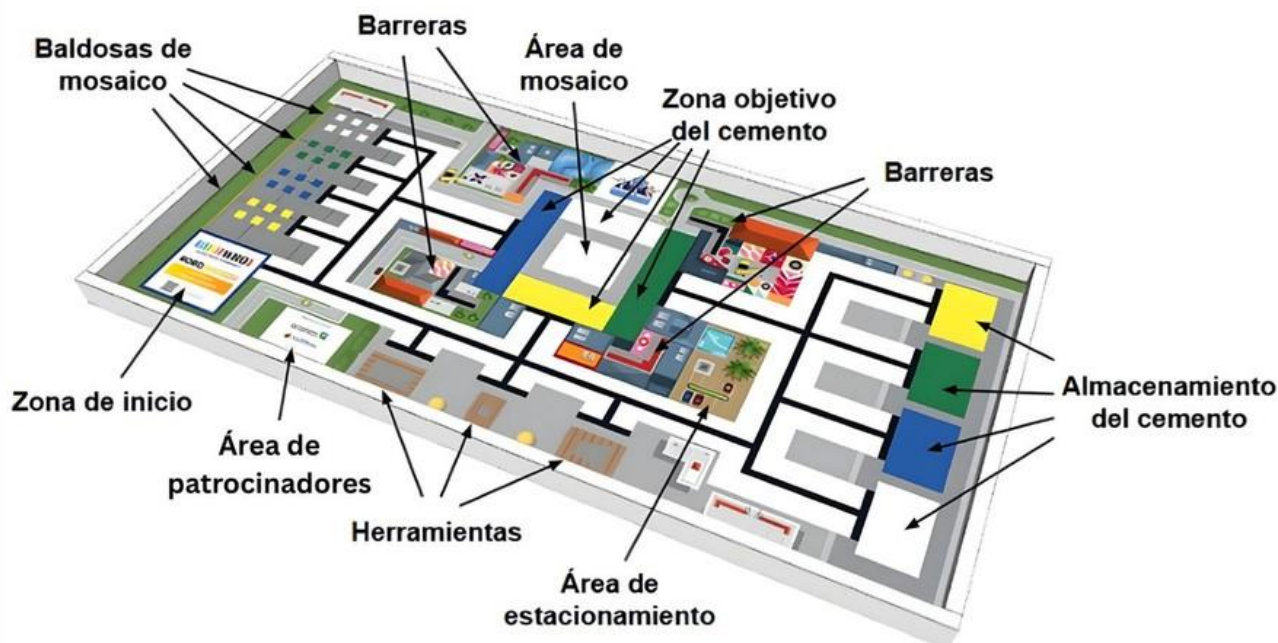 Barreras
Baldosas de
mosaico
Área de
mosaico
Zona objetivo
del cemento
Barreras
Zona de inicio
Área de
patrocinadores
Herramientas
Área de
estacionamiento
Almacenamiento
del cemento